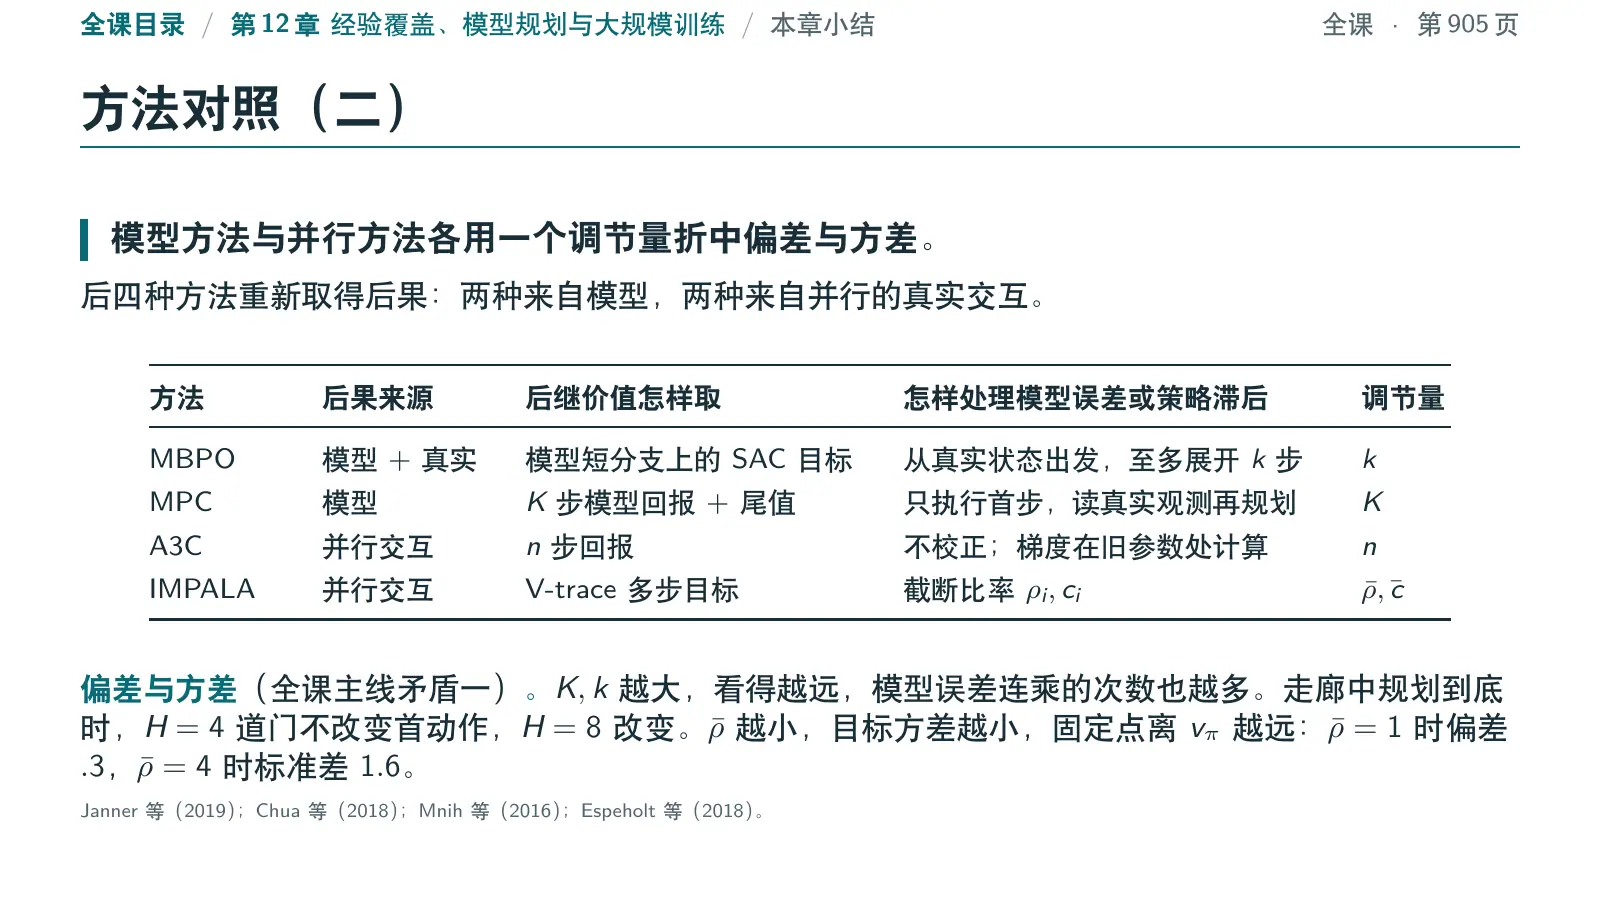 全课目录 / 第 12 章 经验覆盖、模型规划与大规模训练 / 本章小结
全课 · 第 905 页
方法对照（二）
模型方法与并行方法各用一个调节量折中偏差与方差。
后四种方法重新取得后果：两种来自模型，两种来自并行的真实交互。
方法 后果来源 后继价值怎样取 怎样处理模型误差或策略滞后 调节量
MBPO 模型 + 真实 模型短分支上的 SAC 目标 从真实状态出发，至多展开 k 步 k
MPC 模型 K 步模型回报 + 尾值 只执行首步，读真实观测再规划 K
A3C 并行交互 n 步回报 不校正；梯度在旧参数处计算 n
IMPALA 并行交互 V-trace 多步目标 截断比率 ρᵢ, cᵢ ρ̄, c̄
偏差与方差（全课主线矛盾一）。K, k 越大，看得越远，模型误差连乘的次数也越多。走廊中规划到底
时，H = 4 道门不改变首动作，H = 8 改变。ρ̄ 越小，目标方差越小，固定点离 v_π 越远：ρ̄ = 1 时偏差
.3，ρ̄ = 4 时标准差 1.6。
Janner 等（2019）；Chua 等（2018）；Mnih 等（2016）；Espeholt 等（2018）。